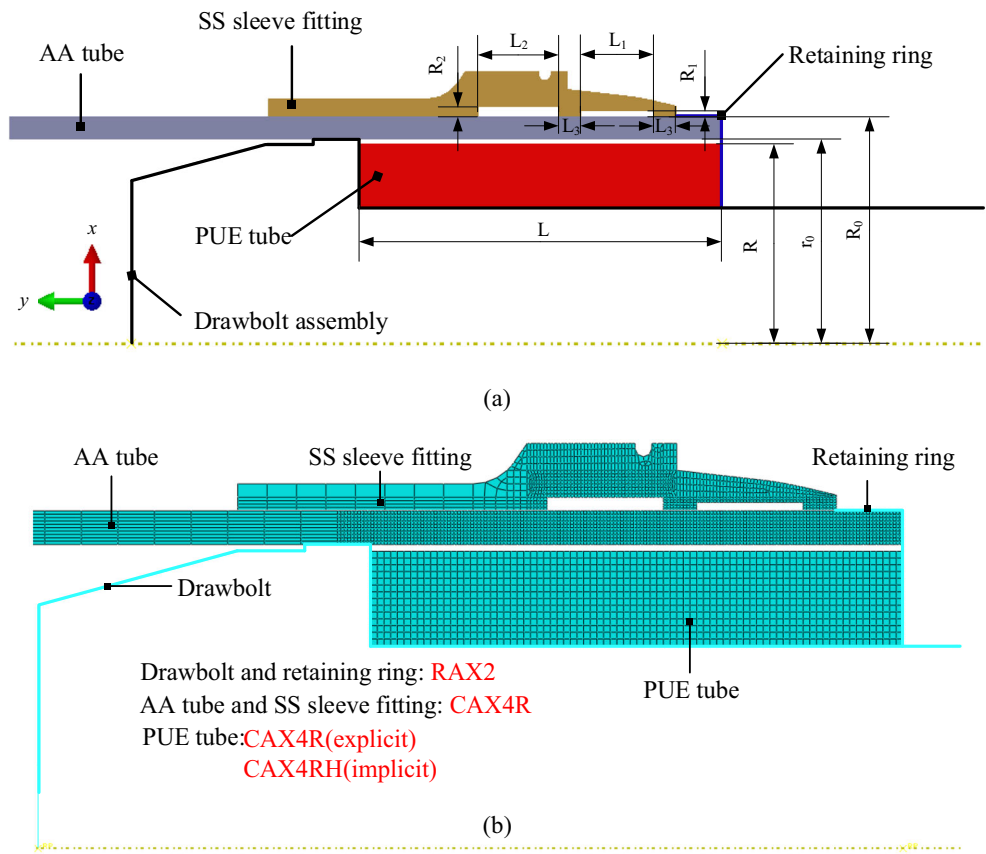 SS sleeve fitting
AA tube
Retaining ring
L₂
L₁
R₂
R₁
L₃
L₃
PUE tube
L
R
r₀
R₀
x
y
z
Drawbolt assembly
(a)
AA tube
SS sleeve fitting
Retaining ring
Drawbolt
Drawbolt and retaining ring: RAX2
AA tube and SS sleeve fitting: CAX4R
PUE tube:CAX4R(explicit)
CAX4RH(implicit)
PUE tube
(b)